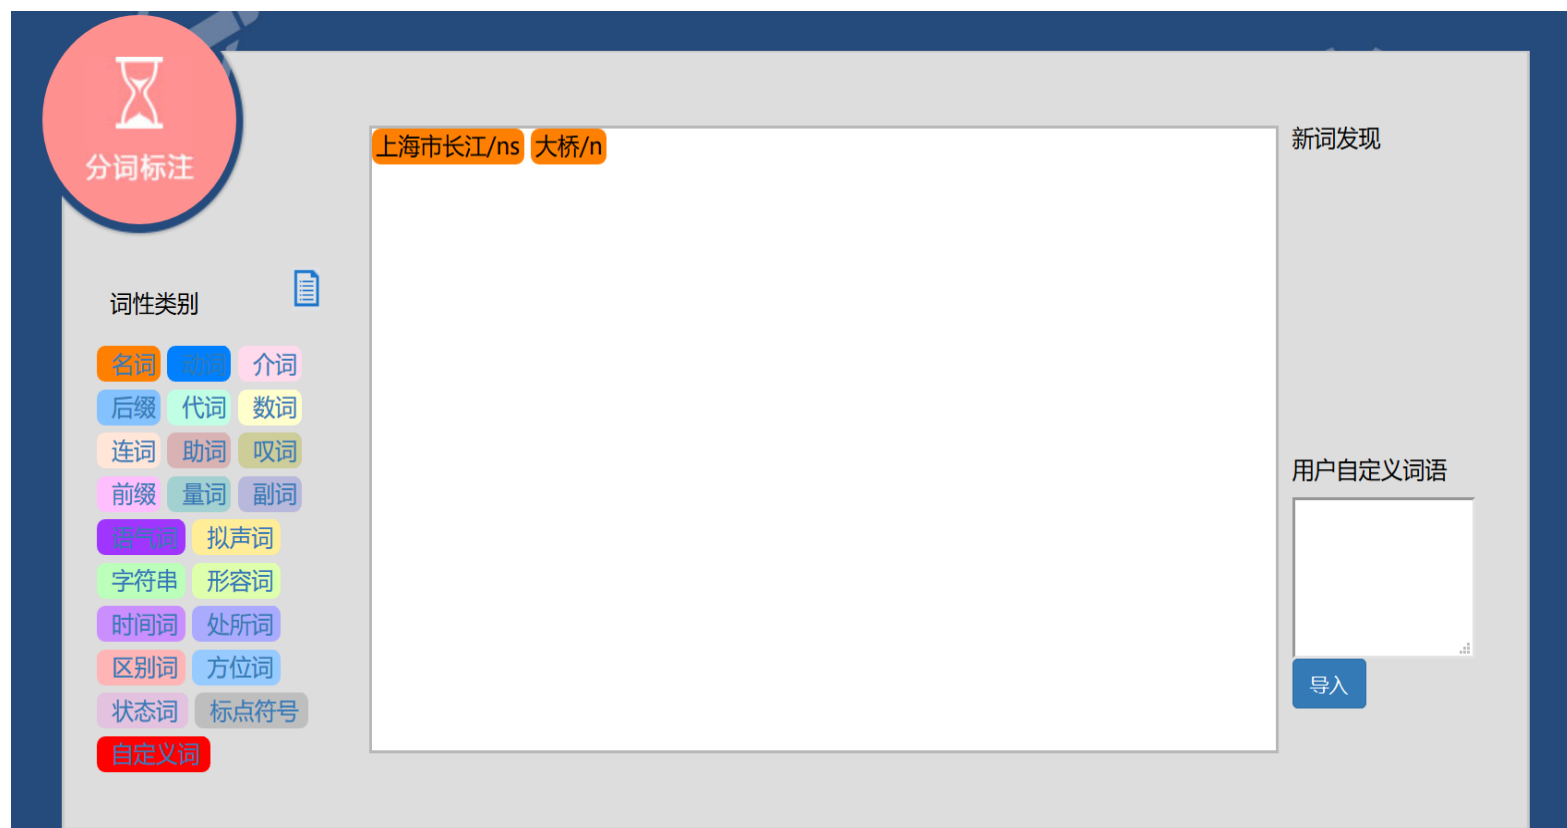 分词标注
上海市长江/ns 大桥/n
新词发现
词性类别
名词 动词 介词
后缀 代词 数词
连词 助词 叹词
前缀 量词 副词
语气词 拟声词
字符串 形容词
时间词 处所词
区别词 方位词
状态词 标点符号
自定义词
用户自定义词语
导入